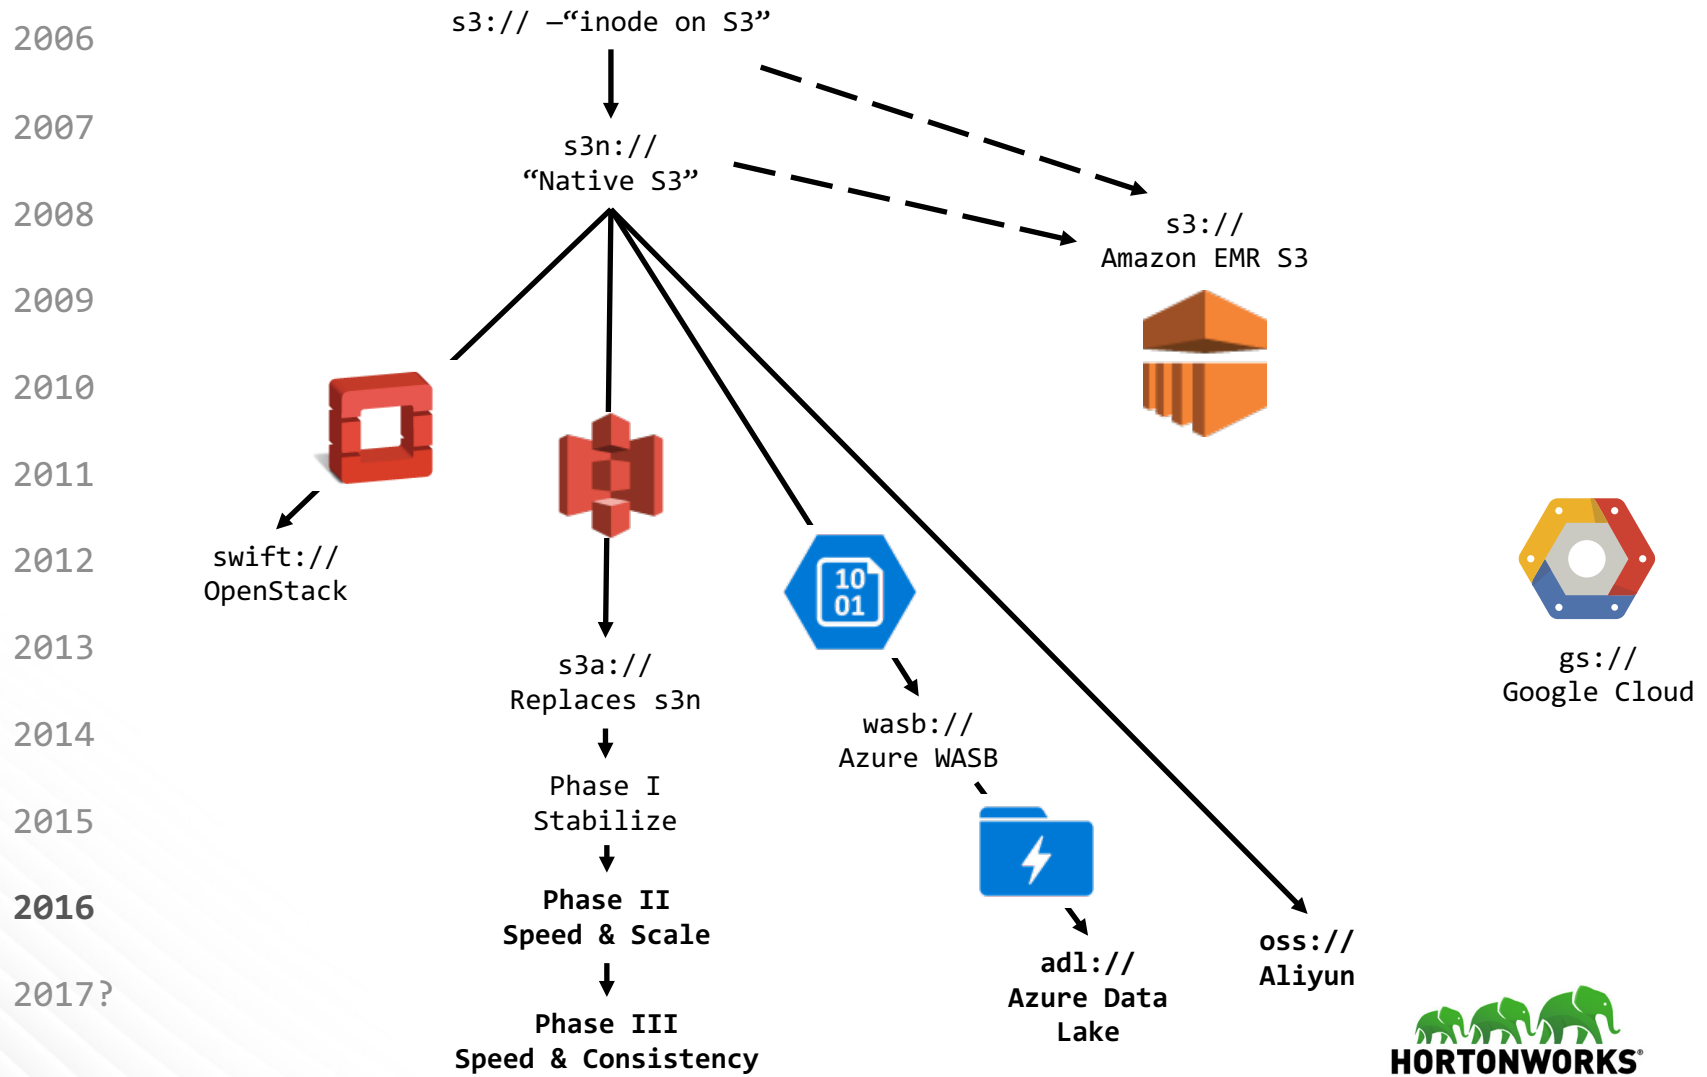 2006
2007
2008
2009
2010
2011
2012
2013
2014
2015
2016
2017?
s3:// —“inode on S3”
s3n://
“Native S3”
s3://
Amazon EMR S3
swift://
OpenStack
10
01
s3a://
Replaces s3n
Phase I
Stabilize
Phase II
Speed & Scale
Phase III
Speed & Consistency
wasb://
Azure WASB
adl://
Azure Data
Lake
oss://
Aliyun
gs://
Google Cloud
HORTONWORKS®